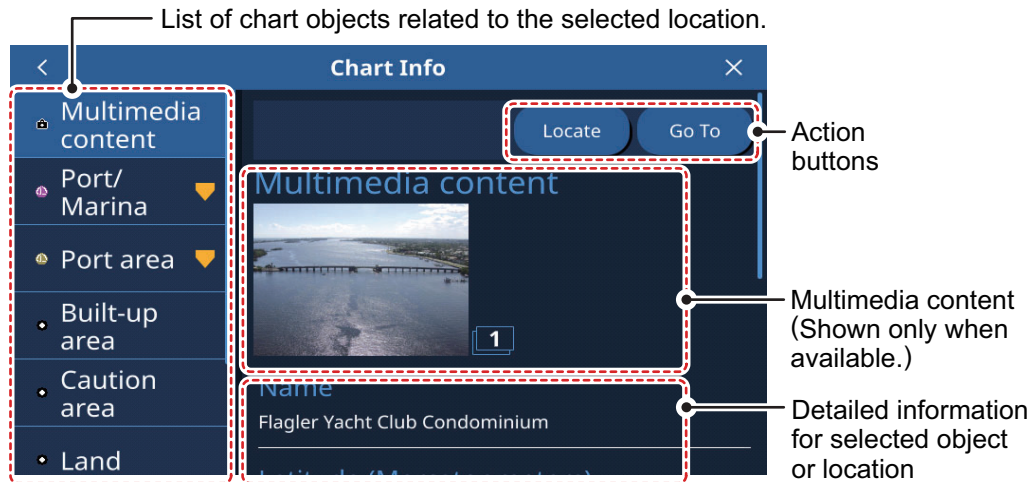 List of chart objects related to the selected location.
Chart Info
Multimedia
content
Port/
Marina
Port area
Built-up
area
Caution
area
Land
Locate
Go To
Action
buttons
Multimedia content
1
Multimedia content
(Shown only when
available.)
Name
Flagler Yacht Club Condominium
Detailed information
for selected object
or location